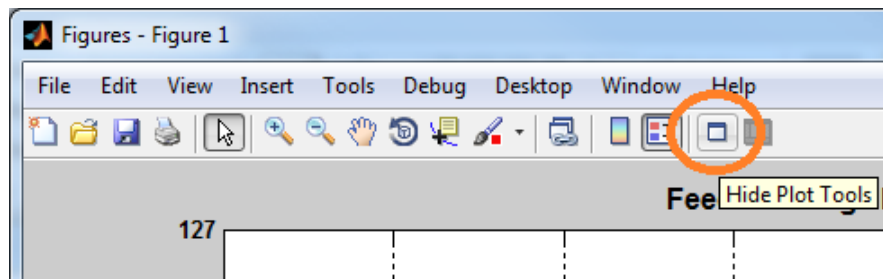 Figures - Figure 1
File Edit View Insert Tools Debug Desktop Window Help
Hide Plot Tools
127